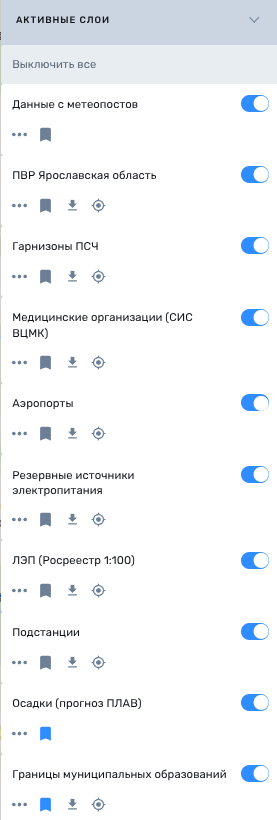 АКТИВНЫЕ СЛОИ
Выключить все
Данные с метеопостов
ПВР Ярославская область
Гарнизоны ПСЧ
Медицинские организации (СИС
ВЦМК)
Аэропорты
Резервные источники
электропитания
ЛЭП (Росреестр 1:100)
Подстанции
Осадки (прогноз ПЛАВ)
Границы муниципальных образований